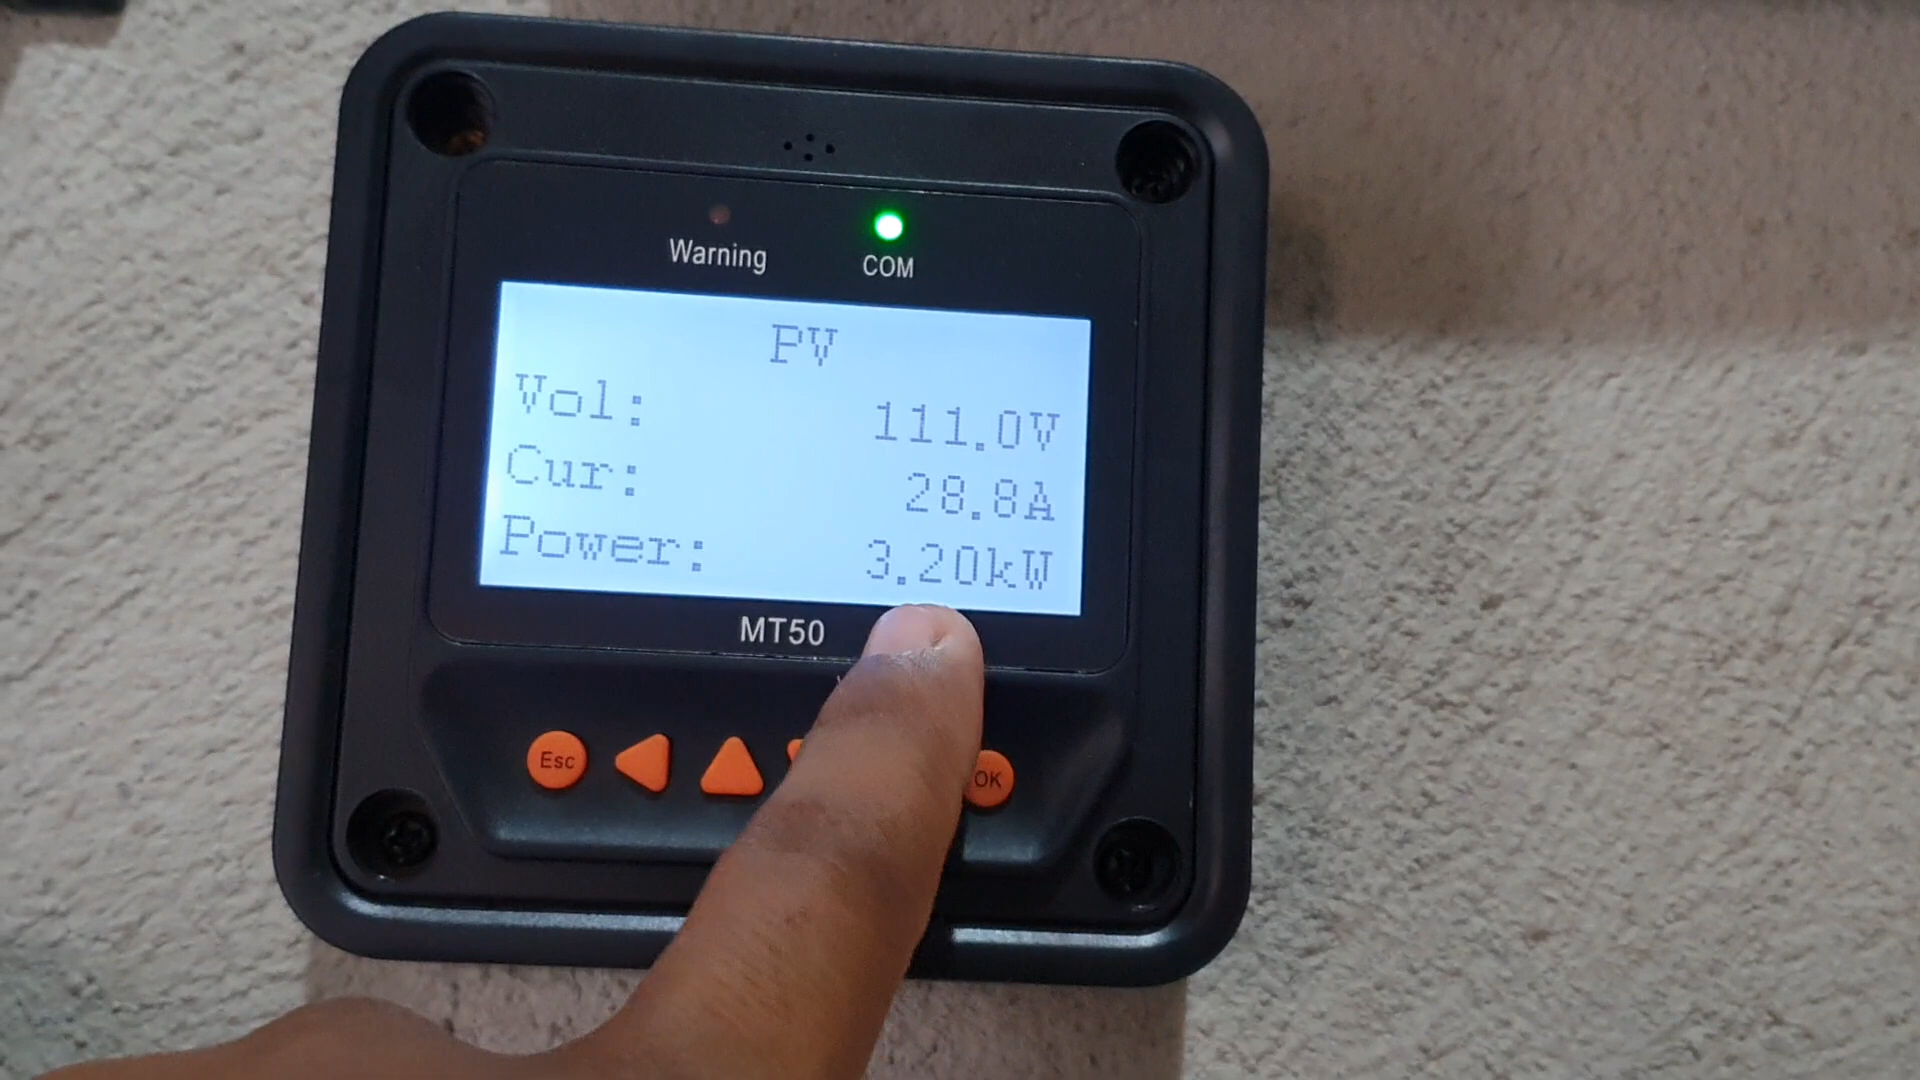 Warning COM
PV
Vol: 111.0V
Cur: 28.8A
Power: 3.20kW
MT50
Esc OK